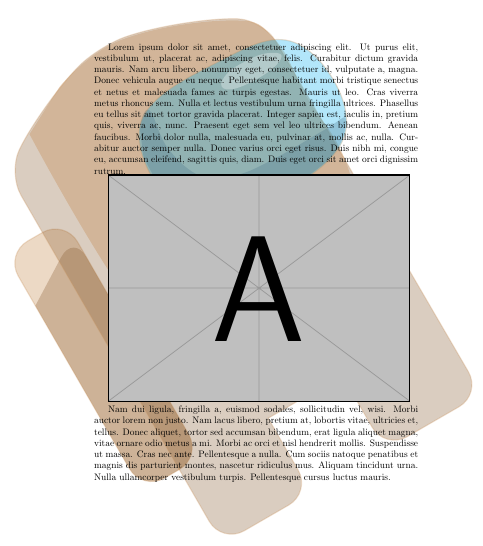 Lorem ipsum dolor sit amet, consectetuer adipiscing elit. Ut purus elit,
vestibulum ut, placerat ac, adipiscing vitae, felis. Curabitur dictum gravida
mauris. Nam arcu libero, nonummy eget, consectetuer id, vulputate a, magna.
Donec vehicula augue eu neque. Pellentesque habitant morbi tristique senectus
et netus et malesuada fames ac turpis egestas. Mauris ut leo. Cras viverra
metus rhoncus sem. Nulla et lectus vestibulum urna fringilla ultrices. Phasellus
eu tellus sit amet tortor gravida placerat. Integer sapien est, iaculis in, pretium
quis, viverra ac, nunc. Praesent eget sem vel leo ultrices bibendum. Aenean
faucibus. Morbi dolor nulla, malesuada eu, pulvinar at, mollis ac, nulla. Cur-
abitur auctor semper nulla. Donec varius orci eget risus. Duis nibh mi, congue
eu, accumsan eleifend, sagittis quis, diam. Duis eget orci sit amet orci dignissim
rutrum.
A
Nam dui ligula, fringilla a, euismod sodales, sollicitudin vel, wisi. Morbi
auctor lorem non justo. Nam lacus libero, pretium at, lobortis vitae, ultricies et,
tellus. Donec aliquet, tortor sed accumsan bibendum, erat ligula aliquet magna,
vitae ornare odio metus a mi. Morbi ac orci et nisl hendrerit mollis. Suspendisse
ut massa. Cras nec ante. Pellentesque a nulla. Cum sociis natoque penatibus et
magnis dis parturient montes, nascetur ridiculus mus. Aliquam tincidunt urna.
Nulla ullamcorper vestibulum turpis. Pellentesque cursus luctus mauris.